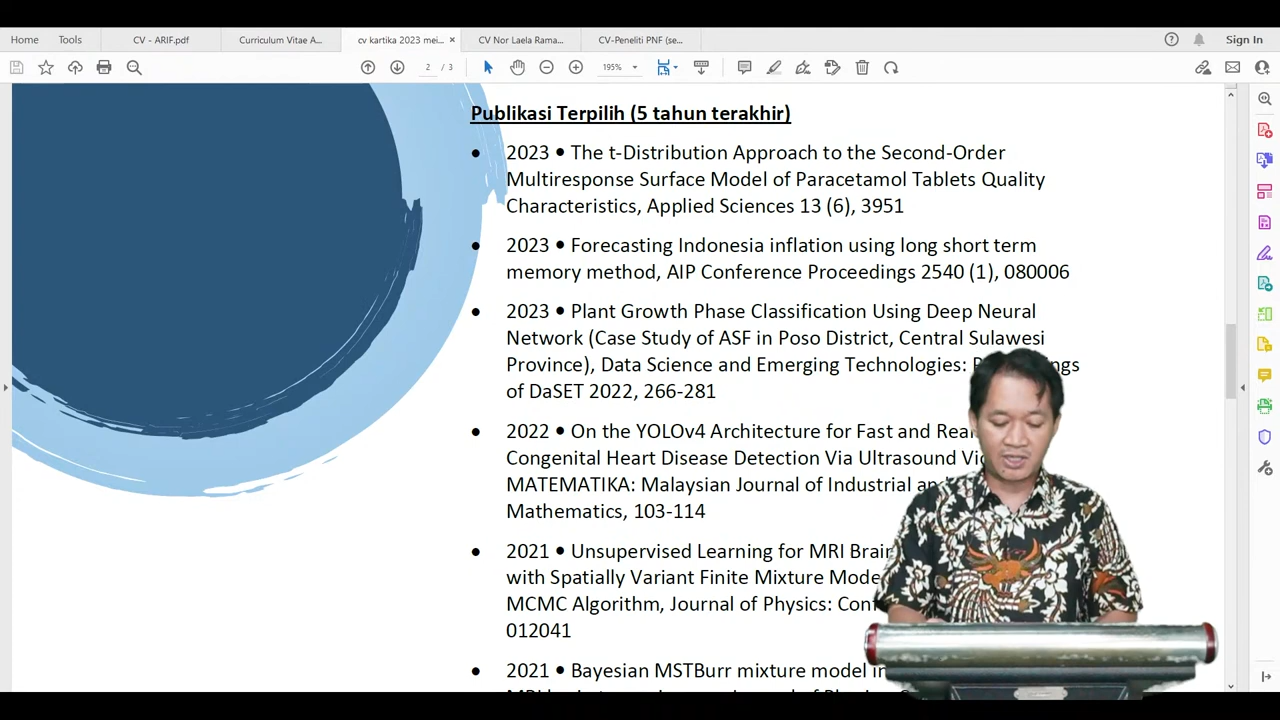 Home Tools CV - ARIF.pdf Curriculum Vitae A... cv kartika 2023 mei... × CV Nor Laela Rama... CV-Peneliti PNF (se... Sign In
2 / 3 195%
Publikasi Terpilih (5 tahun terakhir)
● 2023 • The t-Distribution Approach to the Second-Order
Multiresponse Surface Model of Paracetamol Tablets Quality
Characteristics, Applied Sciences 13 (6), 3951
● 2023 • Forecasting Indonesia inflation using long short term
memory method, AIP Conference Proceedings 2540 (1), 080006
● 2023 • Plant Growth Phase Classification Using Deep Neural
Network (Case Study of ASF in Poso District, Central Sulawesi
Province), Data Science and Emerging Technologies:
of DaSET 2022, 266-281
● 2022 • On the YOLOv4 Architecture for Fast and
Congenital Heart Disease Detection Via Ultrasound
MATEMATIKA: Malaysian Journal of Industrial
Mathematics, 103-114
● 2021 • Unsupervised Learning for MRI
with Spatially Variant Finite Mixture
MCMC Algorithm, Journal of Physics:
012041
● 2021 • Bayesian MSTBurr mixture model